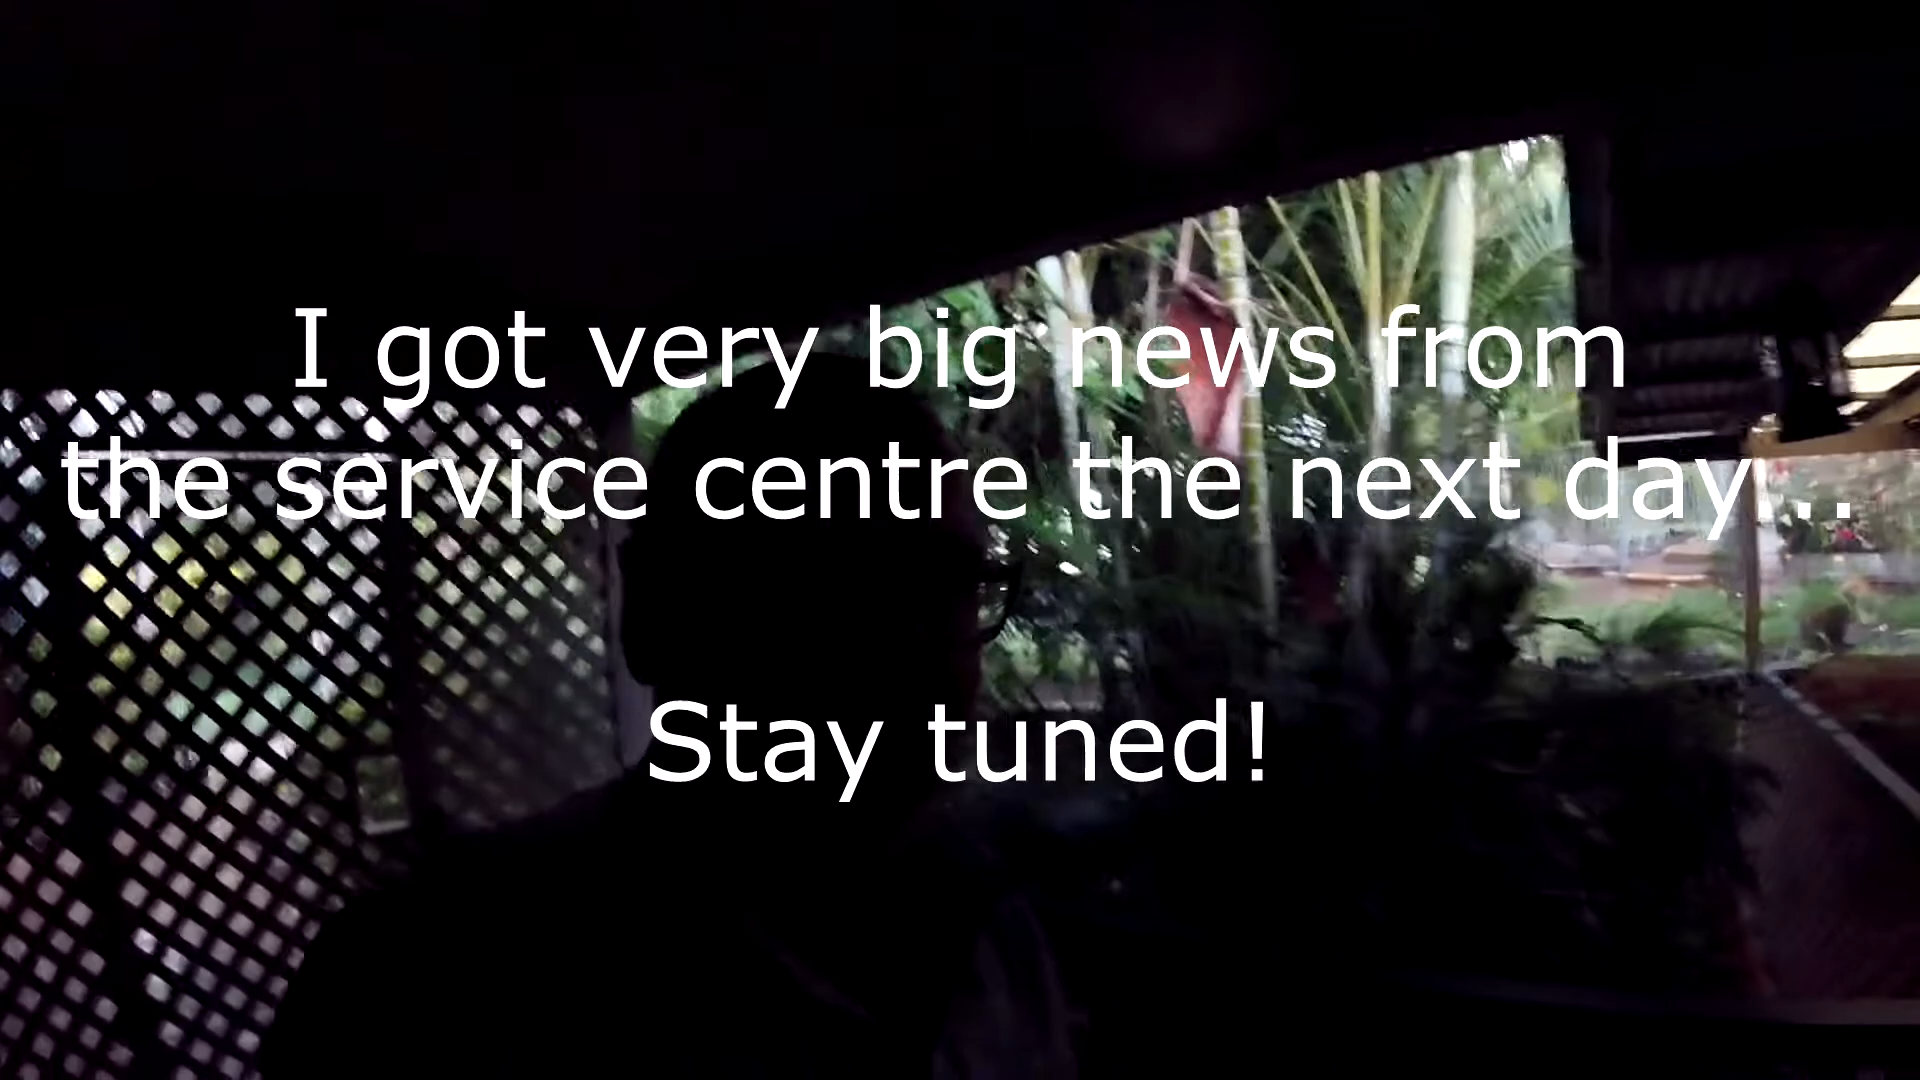 I got very big news from
the service centre the next day...
Stay tuned!